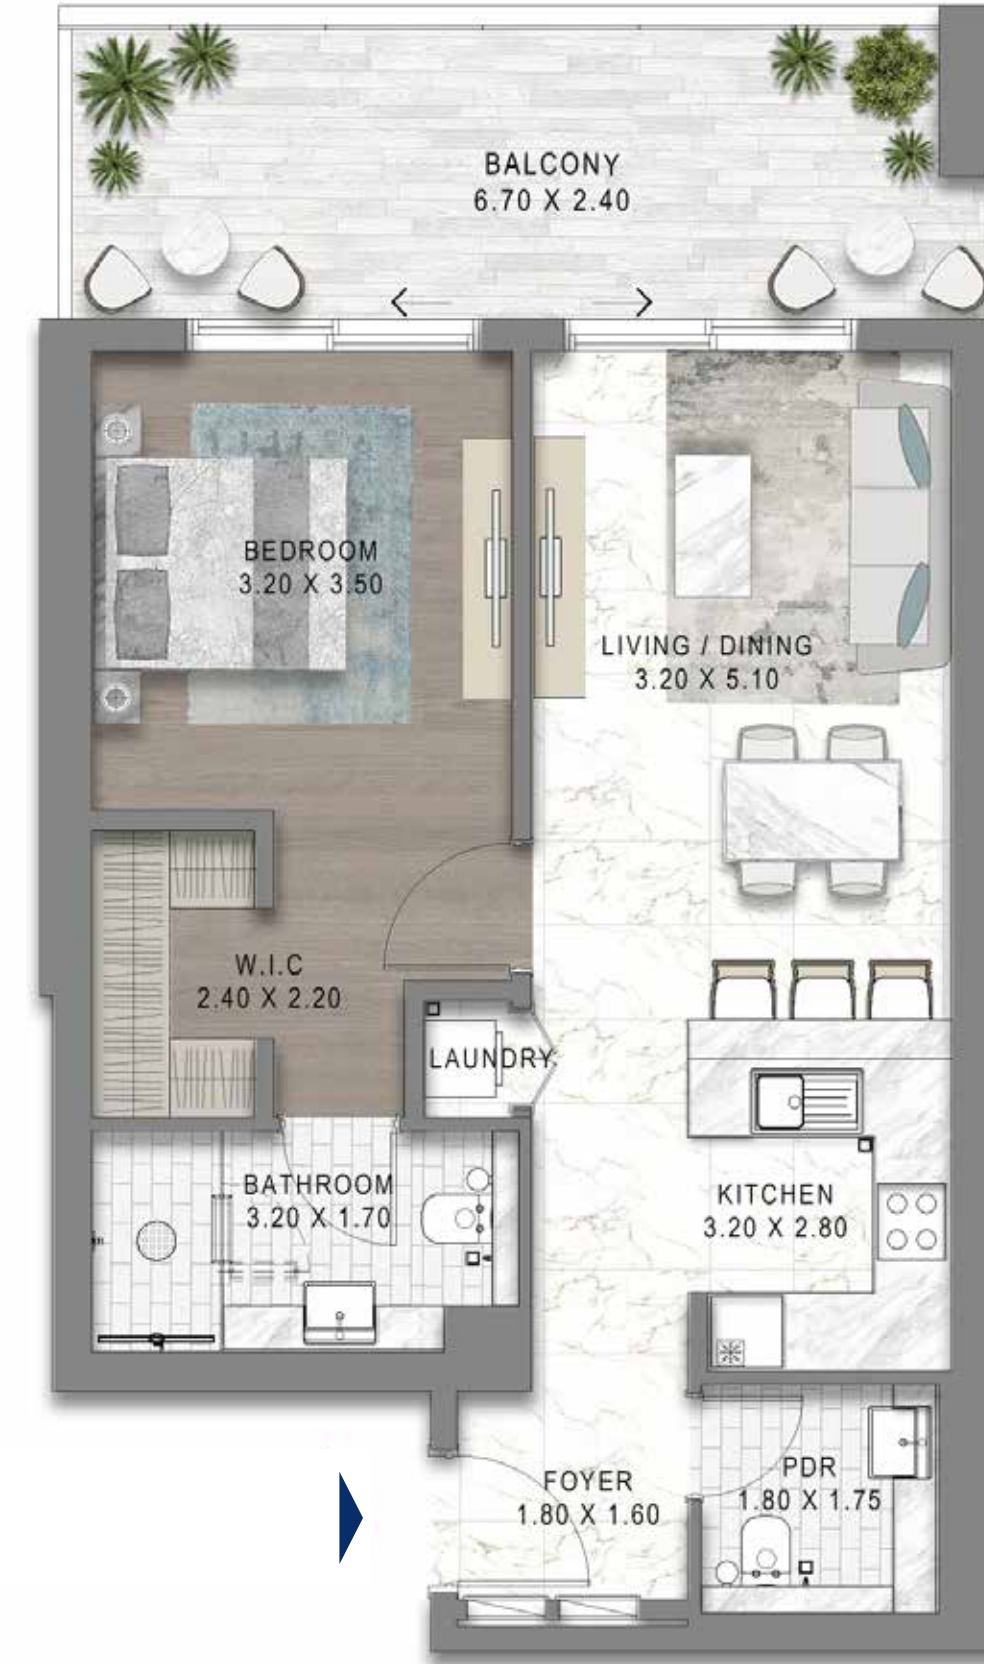 BALCONY
6.70 X 2.40
BEDROOM
3.20 X 3.50
LIVING / DINING
3.20 X 5.10
W.I.C
2.40 X 2.20
LAUNDRY
BATHROOM
3.20 X 1.70
KITCHEN
3.20 X 2.80
FOYER
1.80 X 1.60
PDR
1.80 X 1.75